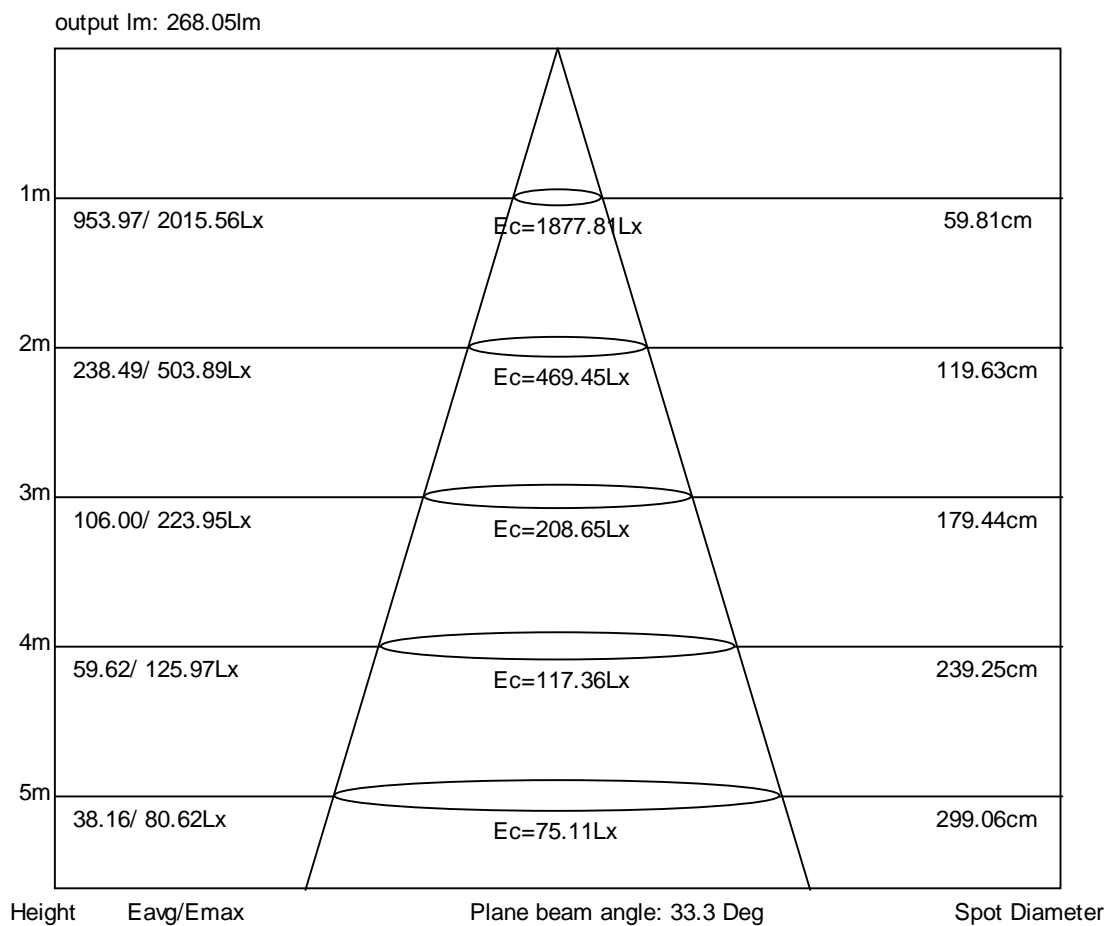 output lm: 268.05lm
1m
953.97/ 2015.56Lx
Ec=1877.81Lx
59.81cm
2m
238.49/ 503.89Lx
Ec=469.45Lx
119.63cm
3m
106.00/ 223.95Lx
Ec=208.65Lx
179.44cm
4m
59.62/ 125.97Lx
Ec=117.36Lx
239.25cm
5m
38.16/ 80.62Lx
Ec=75.11Lx
299.06cm
Height
Eavg/Emax
Plane beam angle: 33.3 Deg
Spot Diameter